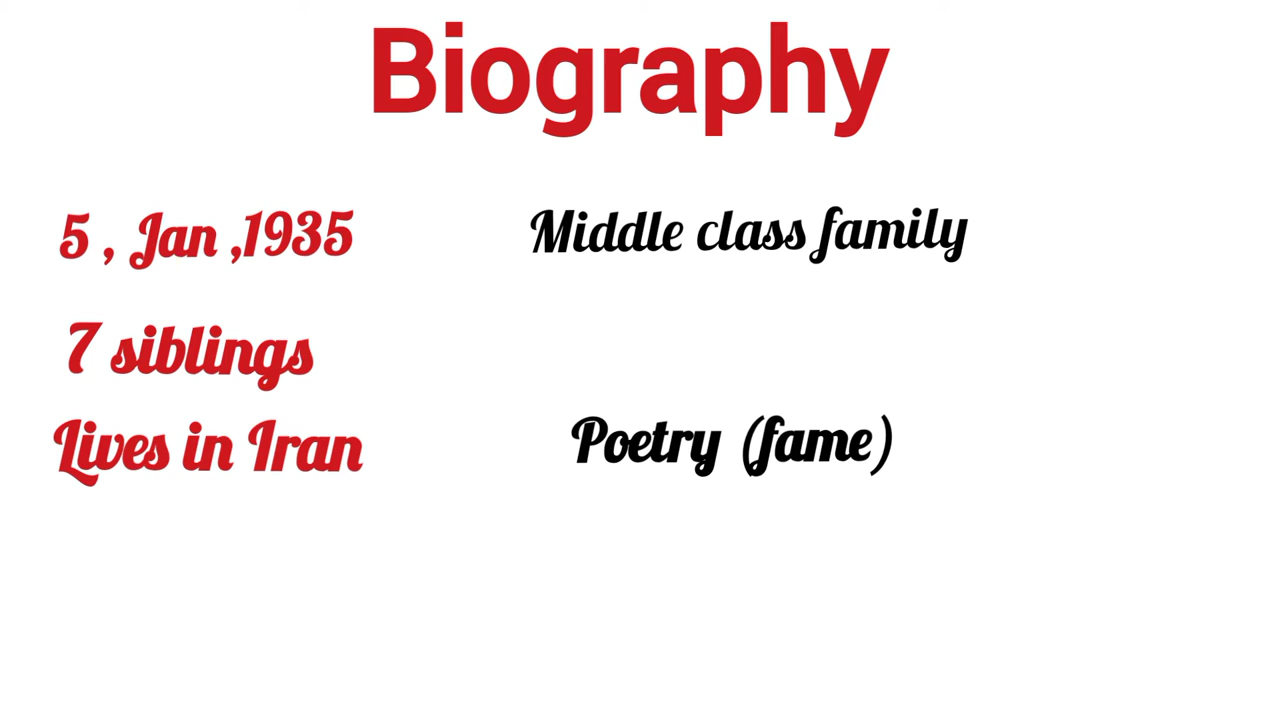 Biography
5 , Jan ,1935
Middle class family
7 siblings
Lives in Iran
Poetry (fame)